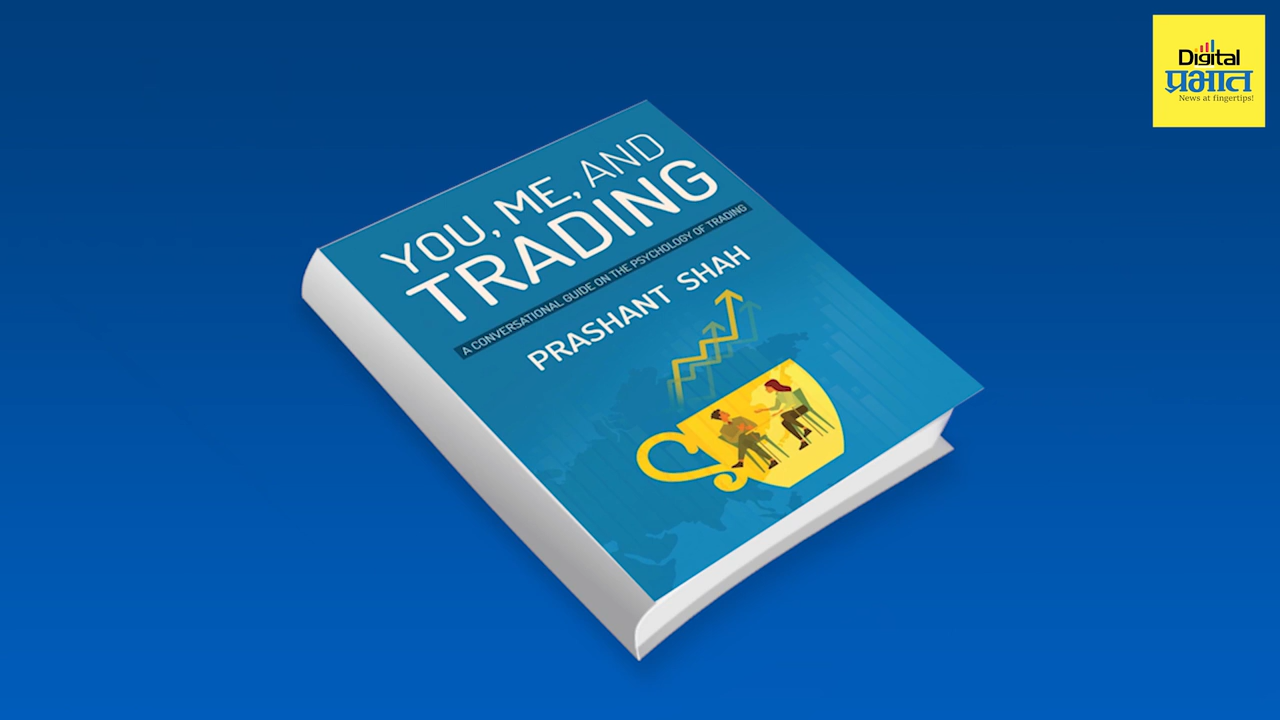 YOU, ME, AND
TRADING
A CONVERSATIONAL GUIDE ON THE PSYCHOLOGY OF TRADING
PRASHANT SHAH
Digital
प्रभात
News at fingertips!